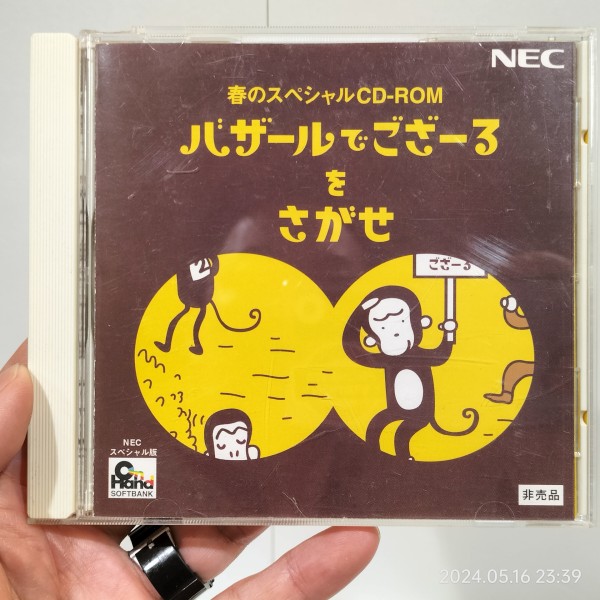 NEC
春のスペシャルCD-ROM
バザールでござーる
を
さがせ
2
ござーる
NEC
スペシャル版
On
Hand
SOFTBANK
非売品
2024.05.16 23:39